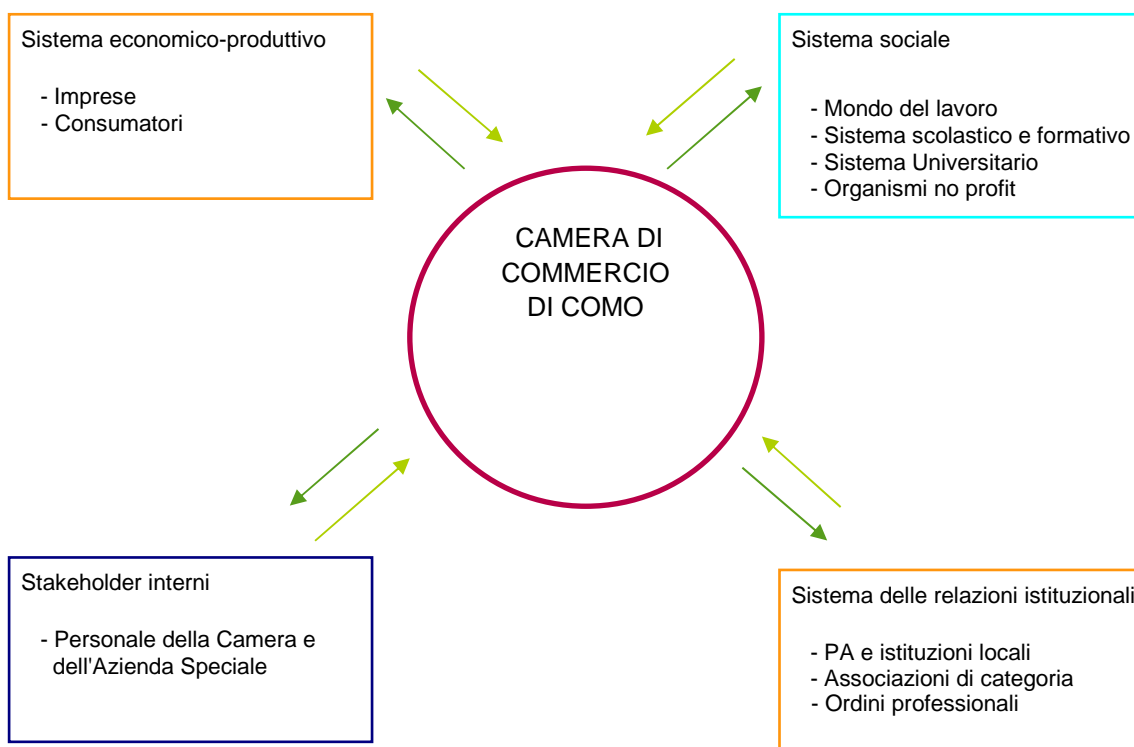 Sistema economico-produttivo
- Imprese
- Consumatori
Sistema sociale
- Mondo del lavoro
- Sistema scolastico e formativo
- Sistema Universitario
- Organismi no profit
CAMERA DI
COMMERCIO
DI COMO
Stakeholder interni
- Personale della Camera e
dell'Azienda Speciale
Sistema delle relazioni istituzionali
- PA e istituzioni locali
- Associazioni di categoria
- Ordini professionali